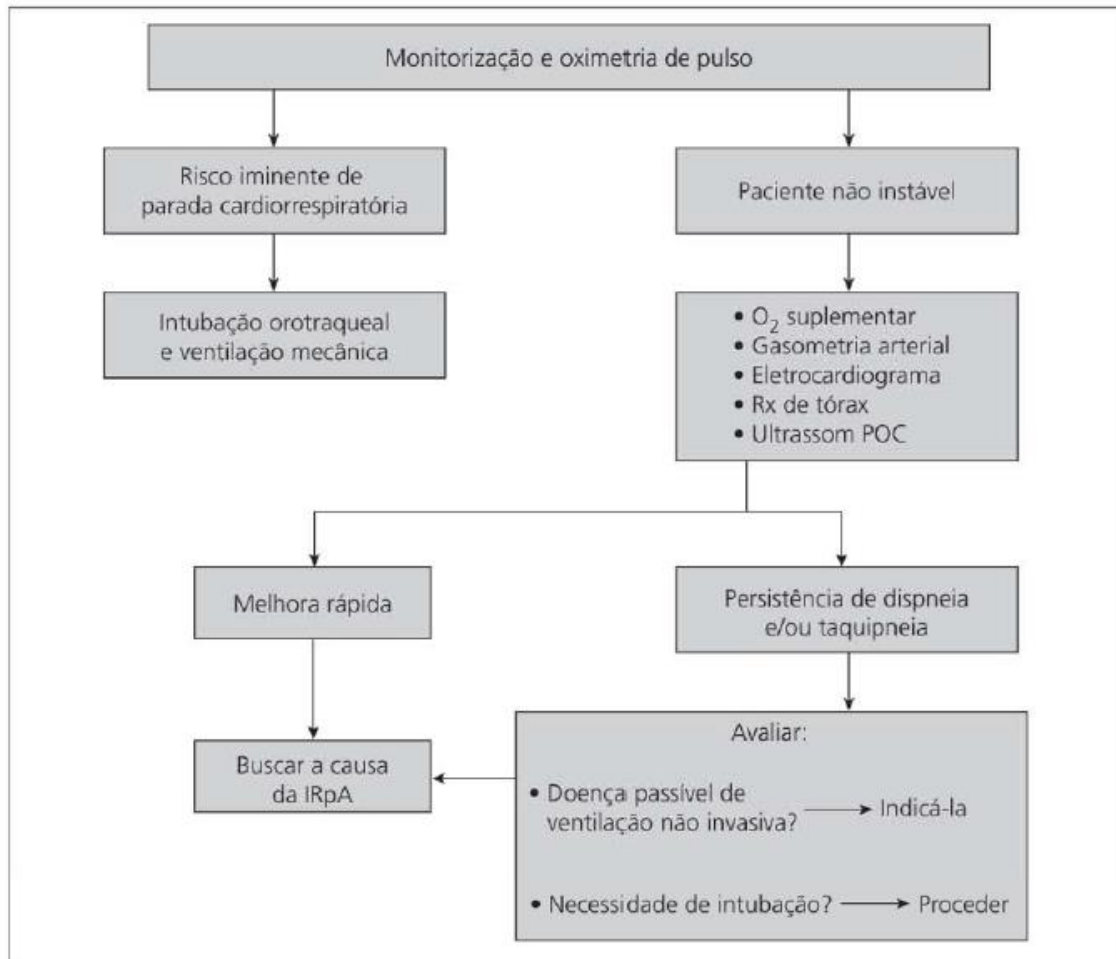 Monitorização e oximetria de pulso
Risco iminente de
parada cardiorrespiratória
Paciente não instável
Intubação orotraqueal
e ventilação mecânica
• O₂ suplementar
• Gasometria arterial
• Eletrocardiograma
• Rx de tórax
• Ultrassom POC
Melhora rápida
Persistência de dispneia
e/ou taquipneia
Buscar a causa
da IRpA
Avaliar:
• Doença passível de
ventilação não invasiva? Indicá-la
• Necessidade de intubação? Proceder